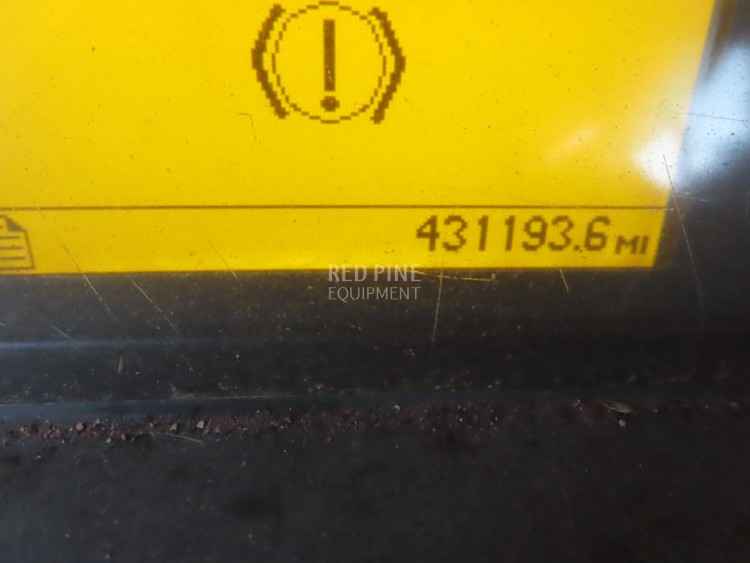 431193.6 MI
RED PINE
EQUIPMENT